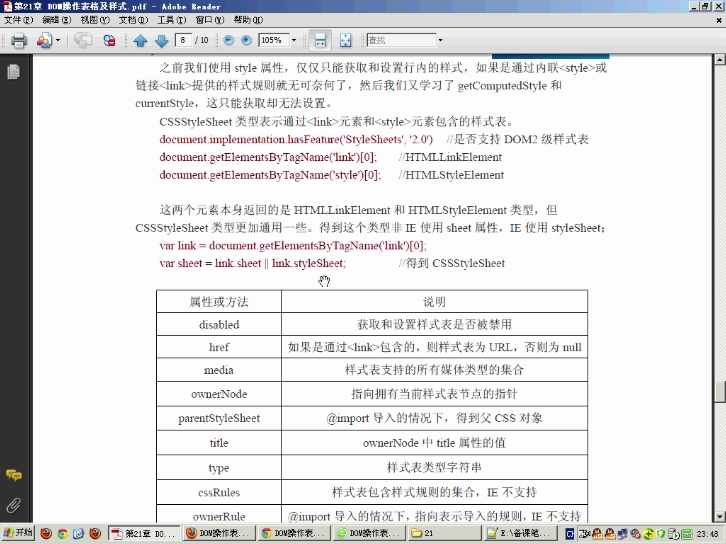 第21章 DOM操作表格及样式.pdf - Adobe Reader
文件(F) 编辑(E) 视图(V) 文档(D) 工具(T) 窗口(W) 帮助(H)
8 / 10 105% 查找
之前我们使用 style 属性，仅仅只能获取和设置行内的样式，如果是通过内联<style>或
链接<link>提供的样式规则就无可奈何了，然后我们又学习了 getComputedStyle 和
currentStyle，这只能获取却无法设置。
CSSStyleSheet 类型表示通过<link>元素和<style>元素包含的样式表。
document.implementation.hasFeature('StyleSheets', '2.0') //是否支持 DOM2 级样式表
document.getElementsByTagName('link')[0]; //HTMLLinkElement
document.getElementsByTagName('style')[0]; //HTMLStyleElement
这两个元素本身返回的是 HTMLLinkElement 和 HTMLStyleElement 类型，但
CSSStyleSheet 类型更加通用一些。得到这个类型非 IE 使用 sheet 属性，IE 使用 styleSheet；
var link = document.getElementsByTagName('link')[0];
var sheet = link.sheet || link.styleSheet; //得到 CSSStyleSheet
属性或方法 说明
disabled 获取和设置样式表是否被禁用
href 如果是通过<link>包含的，则样式表为 URL，否则为 null
media 样式表支持的所有媒体类型的集合
ownerNode 指向拥有当前样式表节点的指针
parentStyleSheet @import 导入的情况下，得到父 CSS 对象
title ownerNode 中 title 属性的值
type 样式表类型字符串
cssRules 样式表包含样式规则的集合，IE 不支持
ownerRule @import 导入的情况下，指向表示导入的规则，IE 不支持
开始 第21章 DO... DOM操作表... DOM操作表... DOM操作表... 21 E:\备课笔... 23:48